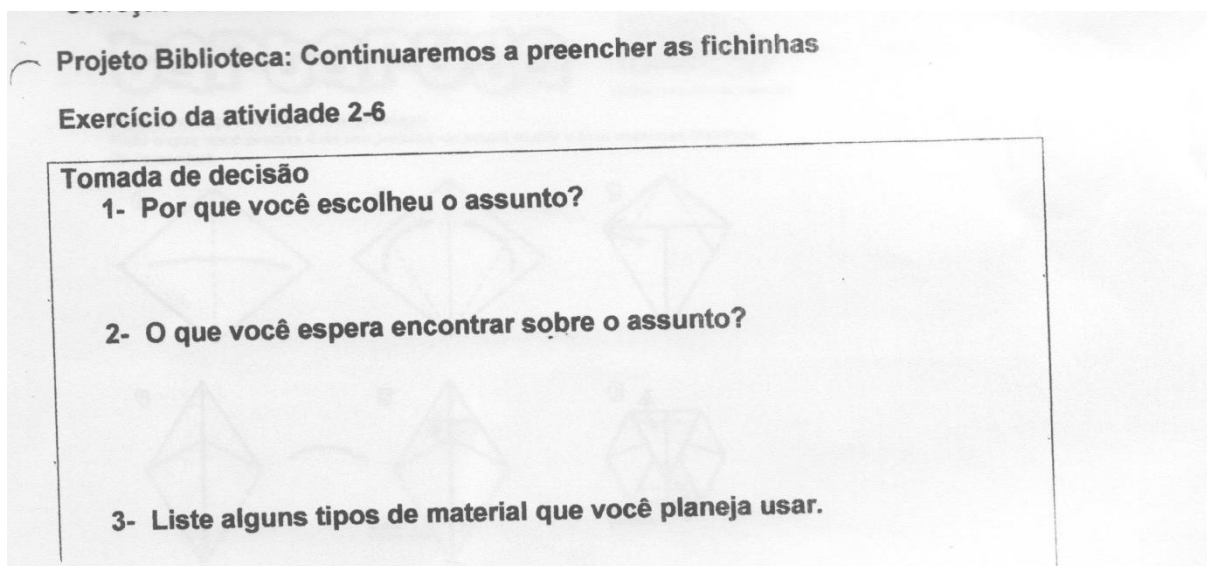 Projeto Biblioteca: Continuaremos a preencher as fichinhas
Exercício da atividade 2-6
Tomada de decisão
1- Por que você escolheu o assunto?
2- O que você espera encontrar sobre o assunto?
3- Liste alguns tipos de material que você planeja usar.